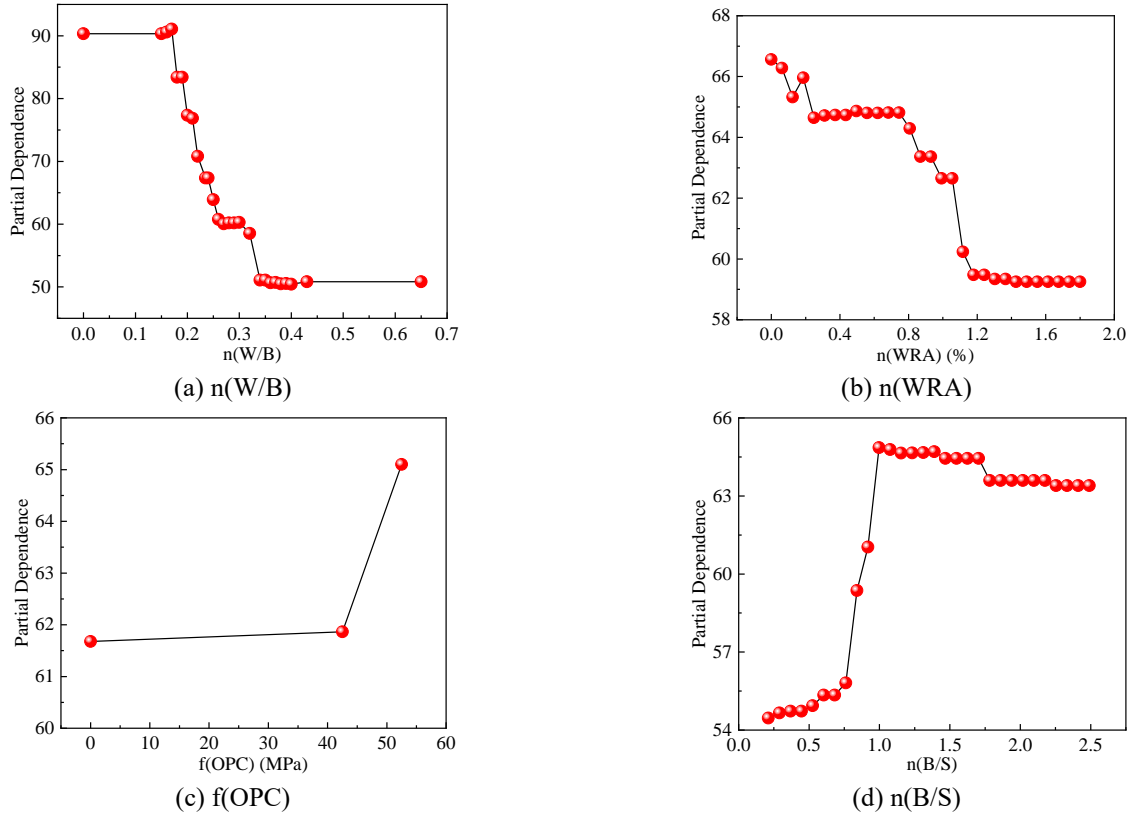 90
80
70
60
50
Partial Dependence
0.0 0.1 0.2 0.3 0.4 0.5 0.6 0.7
n(W/B)
(a) n(W/B)
66
64
62
60
58
Partial Dependence
0.0 0.4 0.8 1.2 1.6 2.0
n(WRA) (%)
(b) n(WRA)
66
65
64
63
62
61
60
Partial Dependence
0 10 20 30 40 50 60
f(OPC) (MPa)
(c) f(OPC)
66
63
60
57
54
Partial Dependence
0.0 0.5 1.0 1.5 2.0 2.5
n(B/S)
(d) n(B/S)